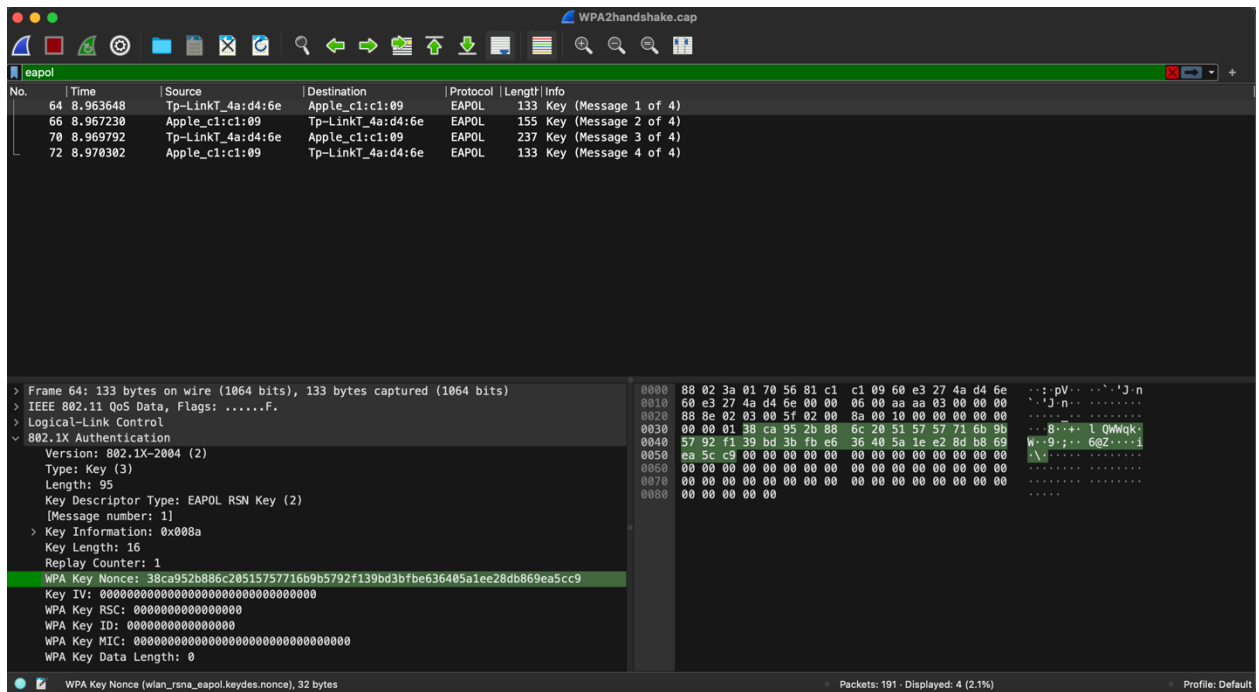 WPA2handshake.cap
eapol
No. Time Source Destination Protocol Length Info
64 8.963648 Tp-LinkT_4a:d4:6e Apple_c1:c1:09 EAPOL 133 Key (Message 1 of 4)
66 8.967230 Apple_c1:c1:09 Tp-LinkT_4a:d4:6e EAPOL 155 Key (Message 2 of 4)
70 8.969792 Tp-LinkT_4a:d4:6e Apple_c1:c1:09 EAPOL 237 Key (Message 3 of 4)
72 8.970302 Apple_c1:c1:09 Tp-LinkT_4a:d4:6e EAPOL 133 Key (Message 4 of 4)
> Frame 64: 133 bytes on wire (1064 bits), 133 bytes captured (1064 bits)
> IEEE 802.11 QoS Data, Flags: ......F.
> Logical-Link Control
802.1X Authentication
Version: 802.1X-2004 (2)
Type: Key (3)
Length: 95
Key Descriptor Type: EAPOL RSN Key (2)
[Message number: 1]
> Key Information: 0x008a
Key Length: 16
Replay Counter: 1
WPA Key Nonce: 38ca952b886c20515757716b9b5792f139bd3bfbe636405a1ee28db869ea5cc9
Key IV: 00000000000000000000000000000000
WPA Key RSC: 0000000000000000
WPA Key ID: 0000000000000000
WPA Key MIC: 00000000000000000000000000000000
WPA Key Data Length: 0
0000 88 02 3a 01 70 56 81 c1 c1 09 60 e3 27 4a d4 6e ··:·pV·· ··`·'J·n
0010 60 e3 27 4a d4 6e 00 00 06 00 aa aa 03 00 00 00 `·'J·n·· ········
0020 88 8e 02 03 00 5f 02 00 8a 00 10 00 00 00 00 00 ·····_·· ········
0030 00 00 01 38 ca 95 2b 88 6c 20 51 57 57 71 6b 9b ···8··+· l QWWqk·
0040 57 92 f1 39 bd 3b fb e6 36 40 5a 1e e2 8d b8 69 W··9·;·· 6@Z····i
0050 ea 5c c9 00 00 00 00 00 00 00 00 00 00 00 00 00 ·\······ ········
0060 00 00 00 00 00 00 00 00 00 00 00 00 00 00 00 00 ········ ········
0070 00 00 00 00 00 00 00 00 00 00 00 00 00 00 00 00 ········ ········
0080 00 00 00 00 00 ·····
WPA Key Nonce (wlan_rsna_eapol.keydes.nonce), 32 bytes
Packets: 191 · Displayed: 4 (2.1%)
Profile: Default